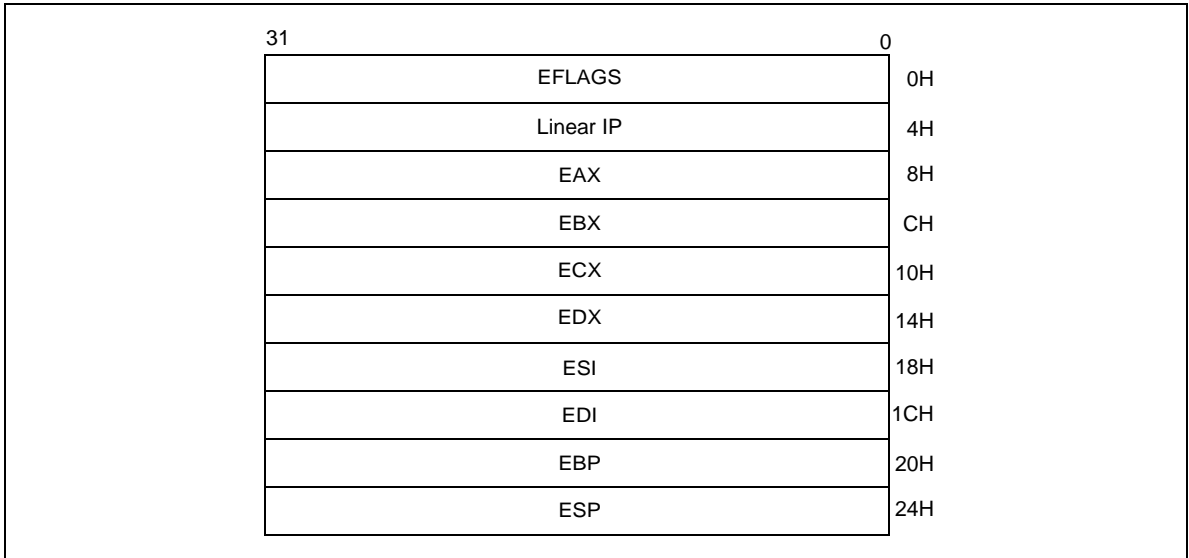 31 0
EFLAGS 0H
Linear IP 4H
EAX 8H
EBX CH
ECX 10H
EDX 14H
ESI 18H
EDI 1CH
EBP 20H
ESP 24H